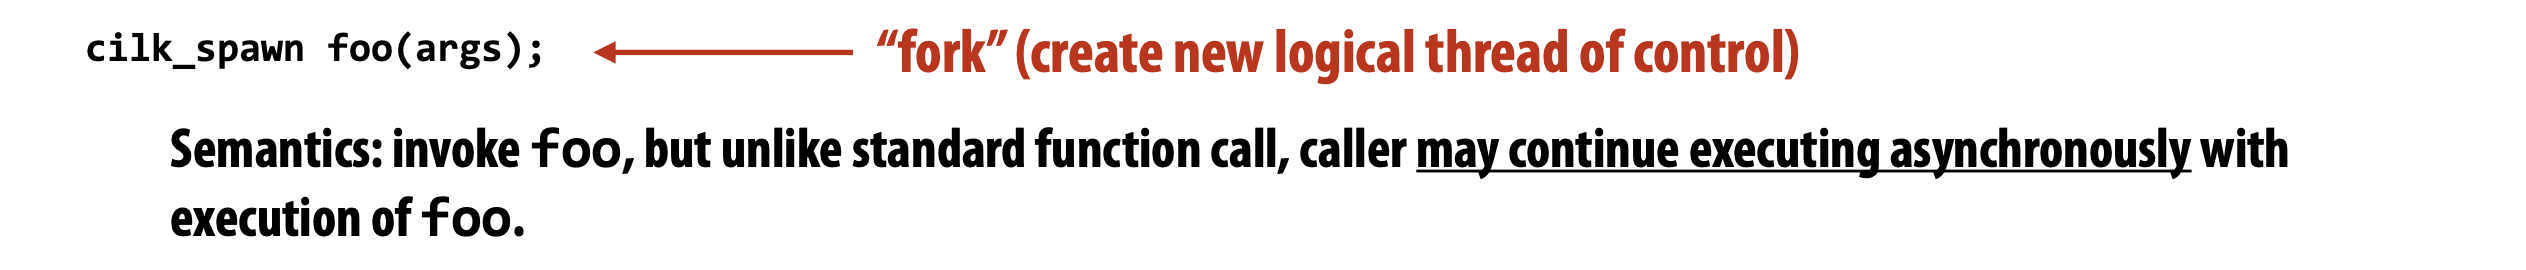 cilk_spawn foo(args); “fork” (create new logical thread of control)
Semantics: invoke foo, but unlike standard function call, caller may continue executing asynchronously with
execution of foo.